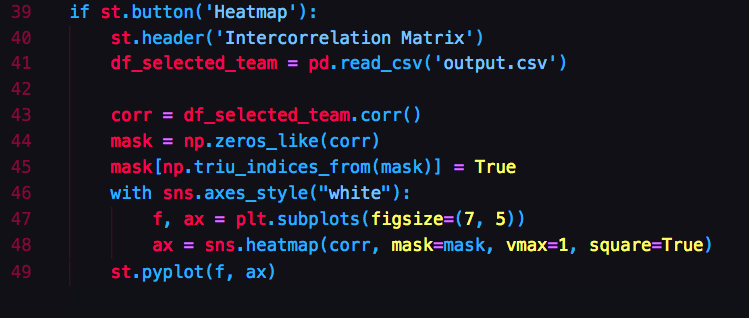 39 if st.button('Heatmap'):
40     st.header('Intercorrelation Matrix')
41     df_selected_team = pd.read_csv('output.csv')
42
43     corr = df_selected_team.corr()
44     mask = np.zeros_like(corr)
45     mask[np.triu_indices_from(mask)] = True
46     with sns.axes_style("white"):
47         f, ax = plt.subplots(figsize=(7, 5))
48         ax = sns.heatmap(corr, mask=mask, vmax=1, square=True)
49     st.pyplot(f, ax)